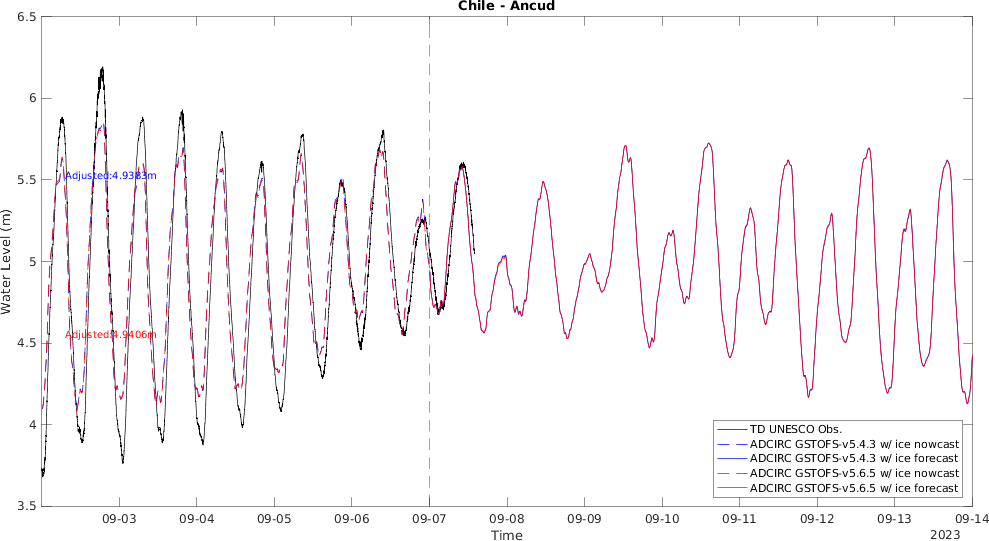 Chile - Ancud
6.5
6
5.5
5
4.5
4
3.5
Water Level (m)
Adjusted:4.9383m
Adjusted:4.9406m
TD UNESCO Obs.
ADCIRC GSTOFS-v5.4.3 w/ ice nowcast
ADCIRC GSTOFS-v5.4.3 w/ ice forecast
ADCIRC GSTOFS-v5.6.5 w/ ice nowcast
ADCIRC GSTOFS-v5.6.5 w/ ice forecast
09-03 09-04 09-05 09-06 09-07 09-08 09-09 09-10 09-11 09-12 09-13 09-14
Time
2023